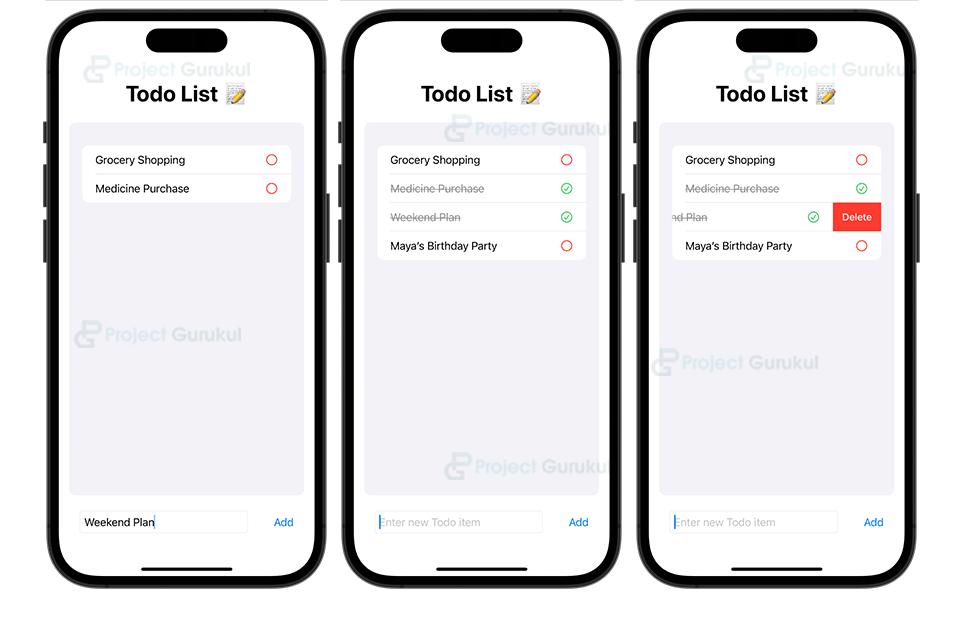 Project Gurukul
Todo List 📝
Grocery Shopping
Medicine Purchase
Project Gurukul
Weekend Plan
Add
Todo List 📝
Project Gurukul
Grocery Shopping
Medicine Purchase
Weekend Plan
Maya's Birthday Party
Project Gurukul
Enter new Todo item
Add
Project Guruku
Todo List 📝
Grocery Shopping
Medicine Purchase
nd Plan
Delete
Maya's Birthday Party
Project Gurukul
Enter new Todo item
Add